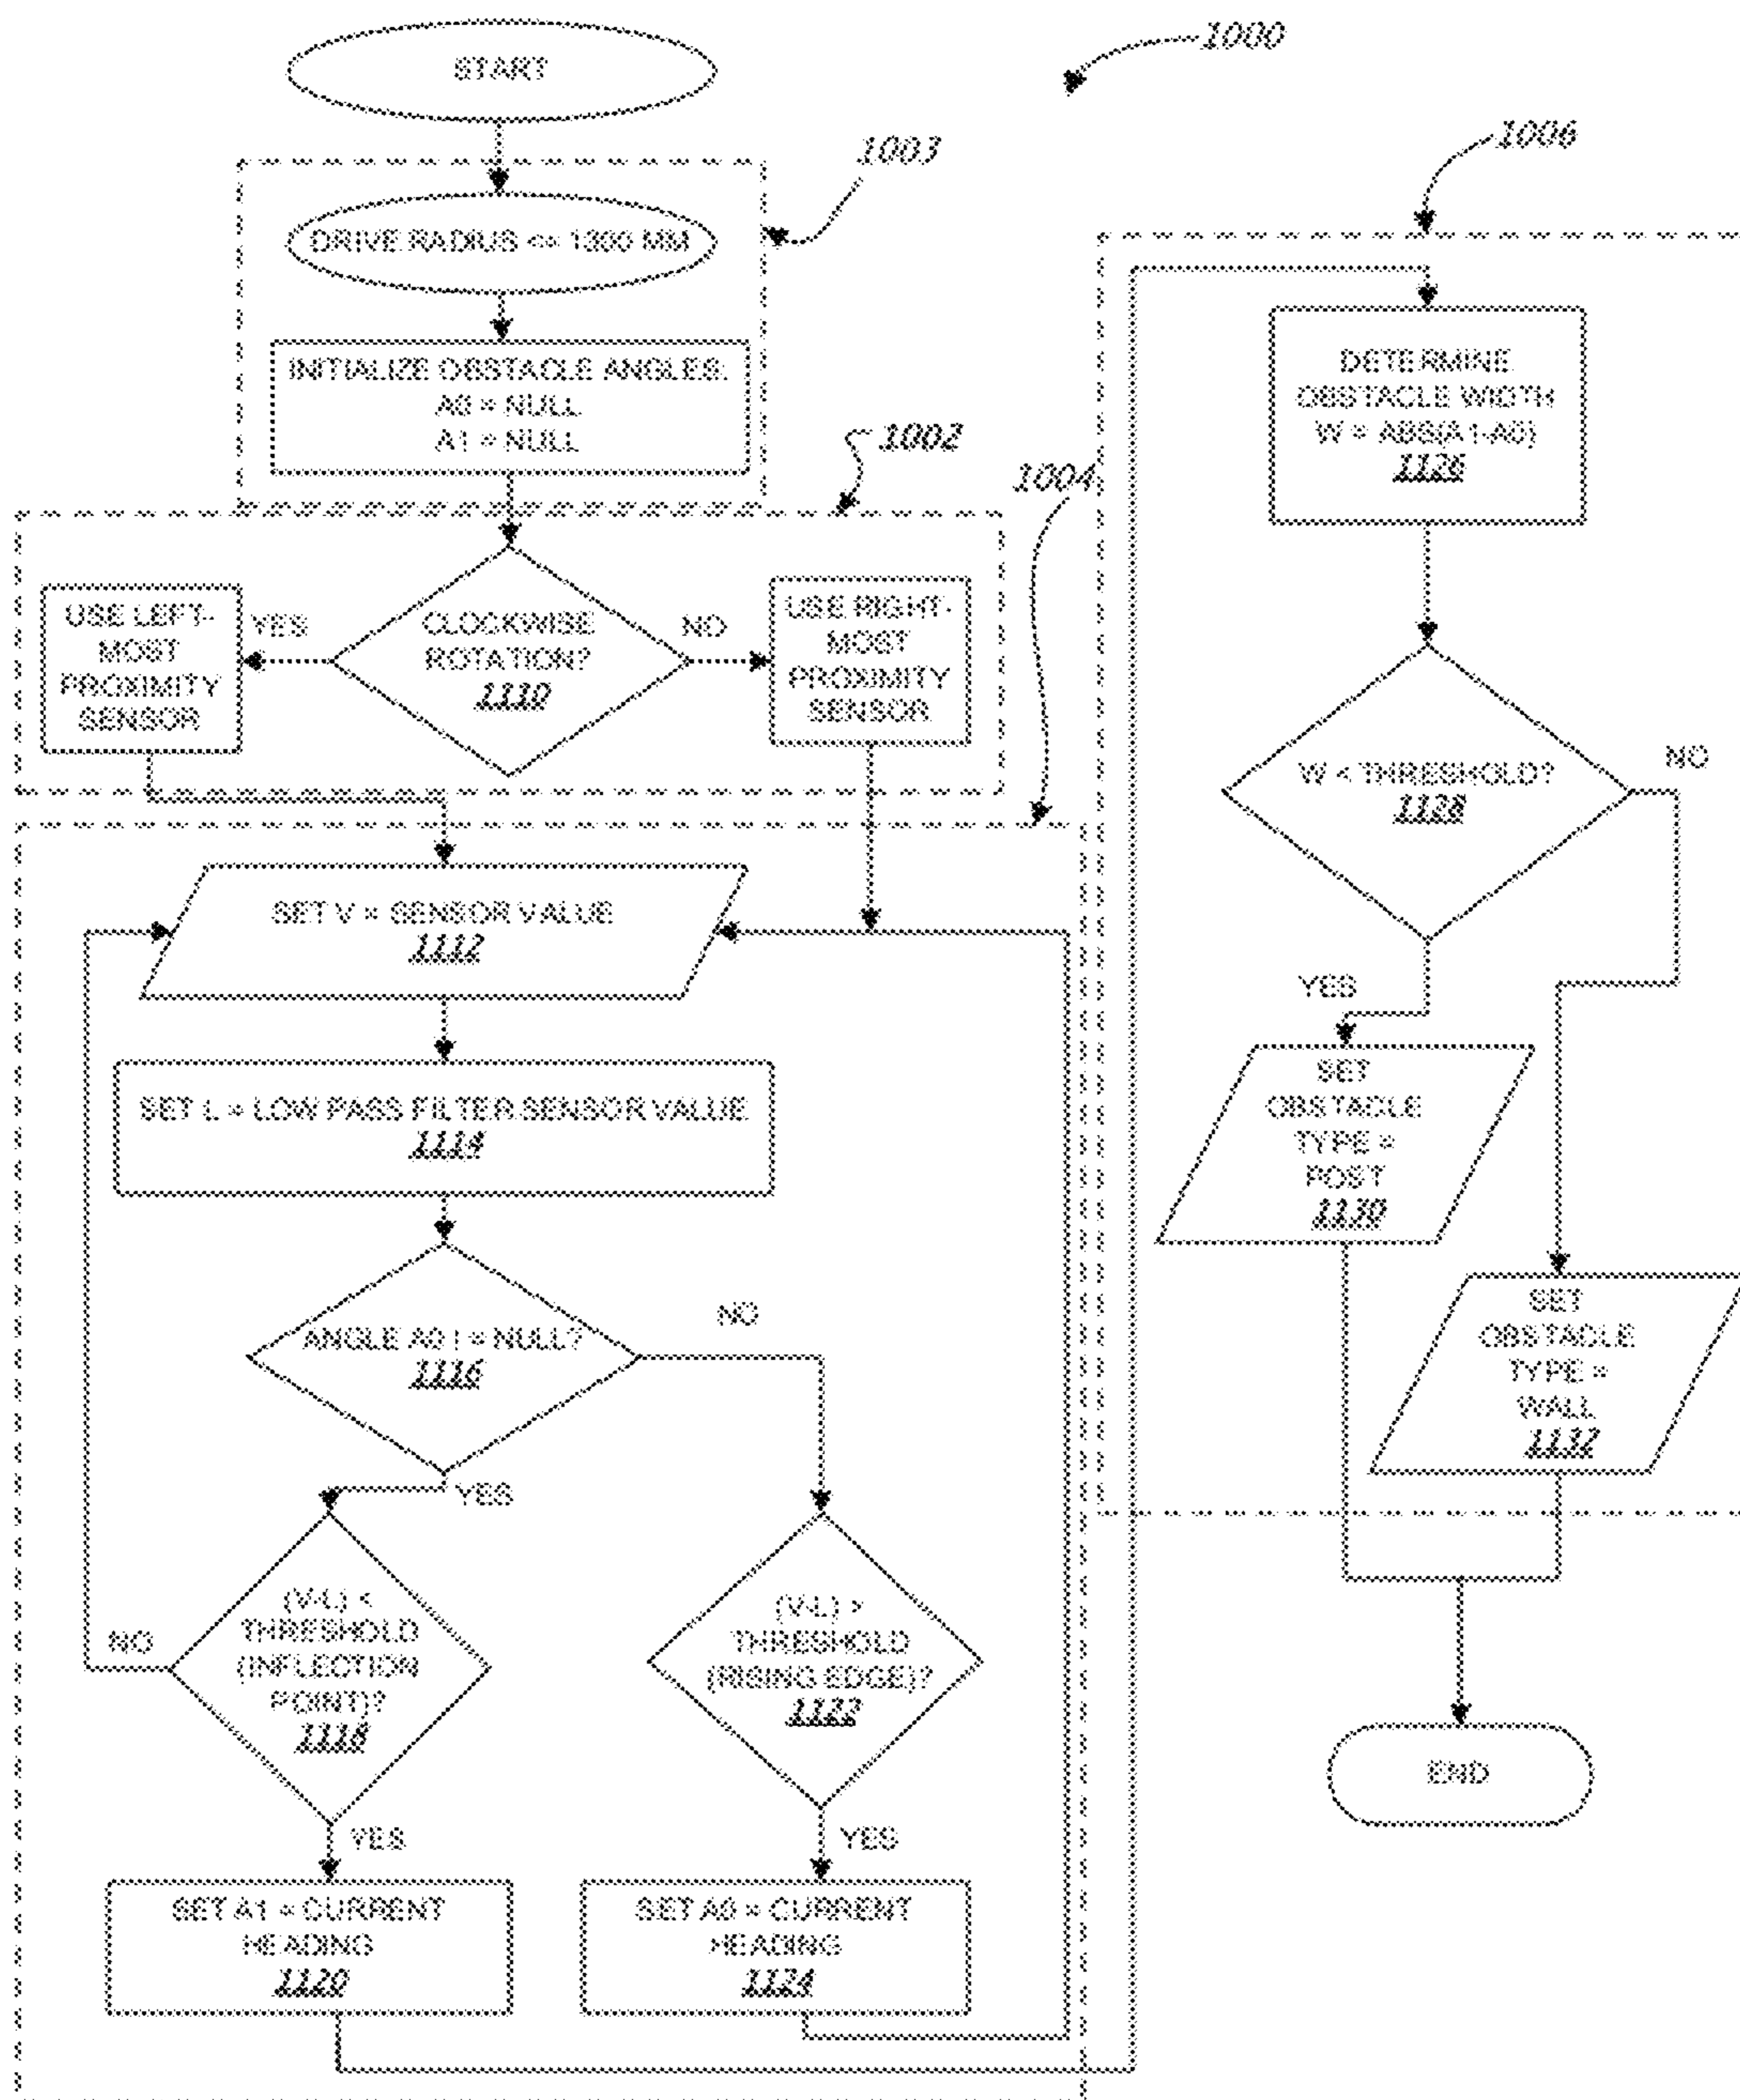 1000
START
1003
1006
DRIVE RADIUS <= 1300 MM
INITIALIZE OBSTACLE ANGLES:
A0 = NULL
A1 = NULL
1002
1004
CLOCKWISE
ROTATION?
1110
YES
NO
USE LEFT-
MOST
PROXIMITY
SENSOR
USE RIGHT-
MOST
PROXIMITY
SENSOR
SET V = SENSOR VALUE
1112
SET L = LOW PASS FILTER SENSOR VALUE
1114
ANGLE A0 ! = NULL?
1116
NO
YES
(V-L) <
THRESHOLD
(INFLECTION
POINT)?
1118
NO
YES
(V-L) >
THRESHOLD
(RISING EDGE)?
1122
YES
SET A1 = CURRENT
HEADING
1120
SET A0 = CURRENT
HEADING
1124
DETERMINE
OBSTACLE WIDTH
W = ABS(A1-A0)
1126
W < THRESHOLD?
1128
NO
YES
SET
OBSTACLE
TYPE =
POST
1130
SET
OBSTACLE
TYPE =
WALL
1132
END